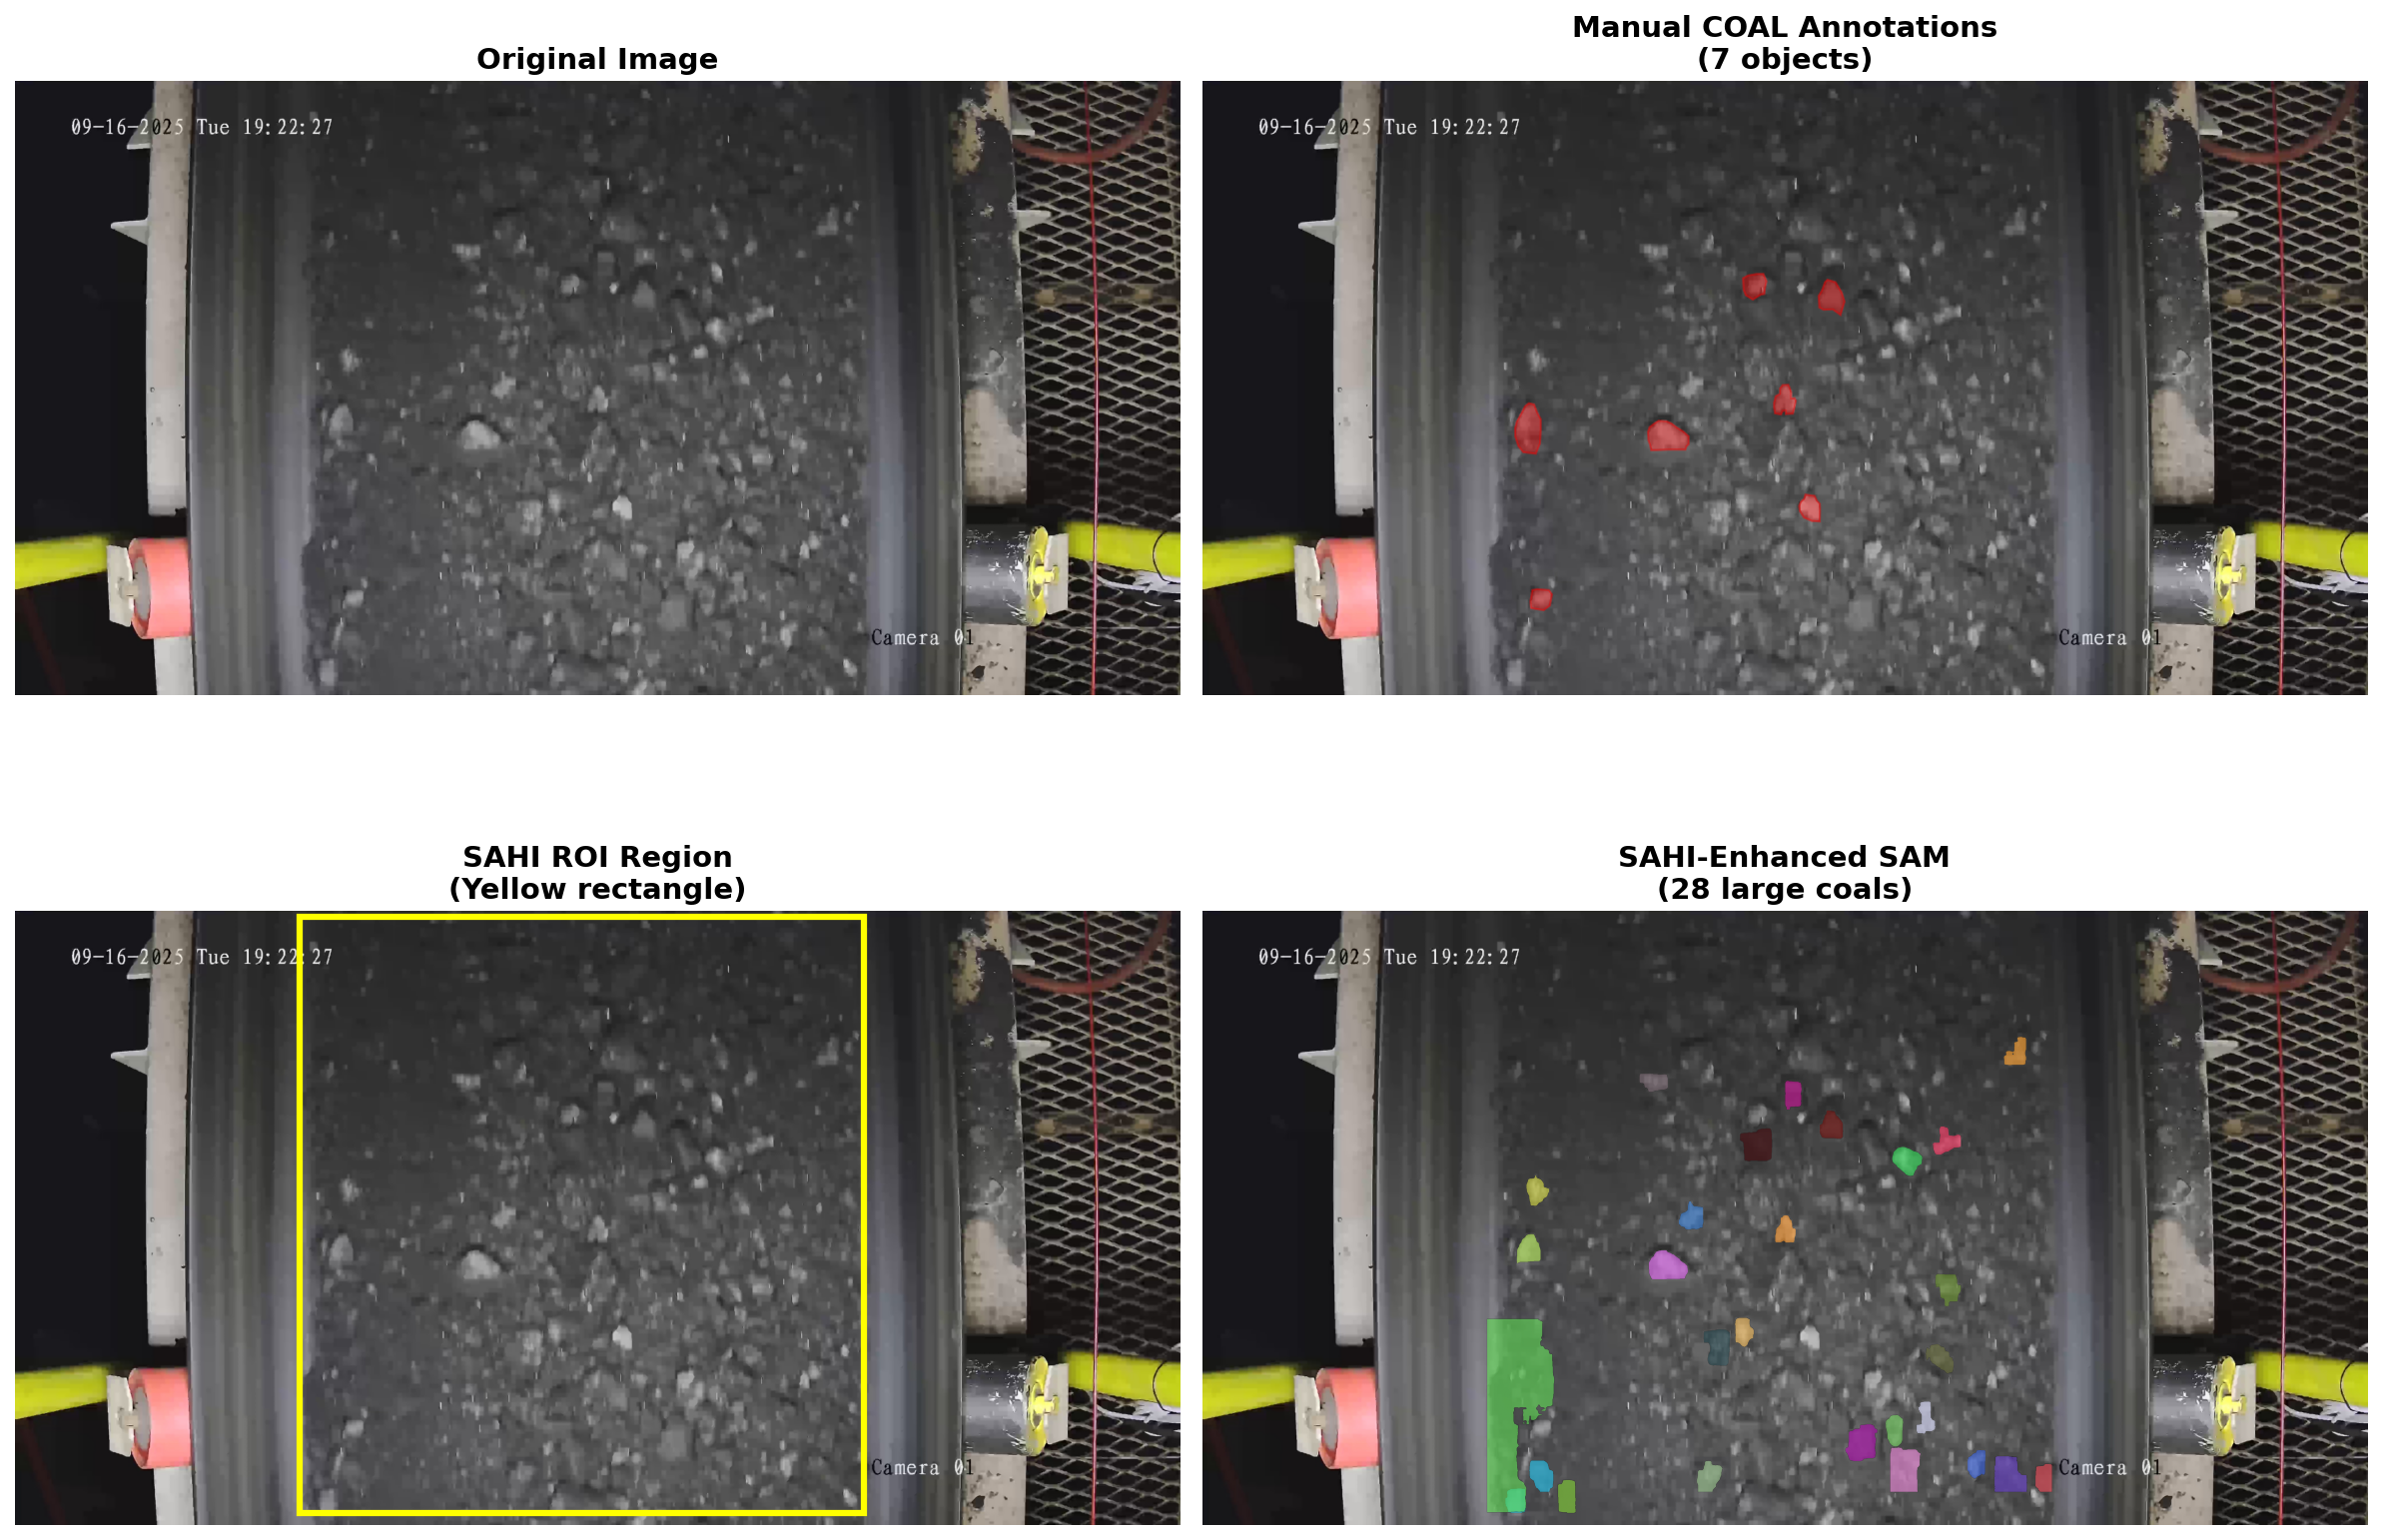 Original Image
09-16-2025 Tue 19:22:27
Camera 01
Manual COAL Annotations
(7 objects)
09-16-2025 Tue 19:22:27
Camera 01
SAHI ROI Region
(Yellow rectangle)
09-16-2025 Tue 19:22:27
Camera 01
SAHI-Enhanced SAM
(28 large coals)
09-16-2025 Tue 19:22:27
Camera 01